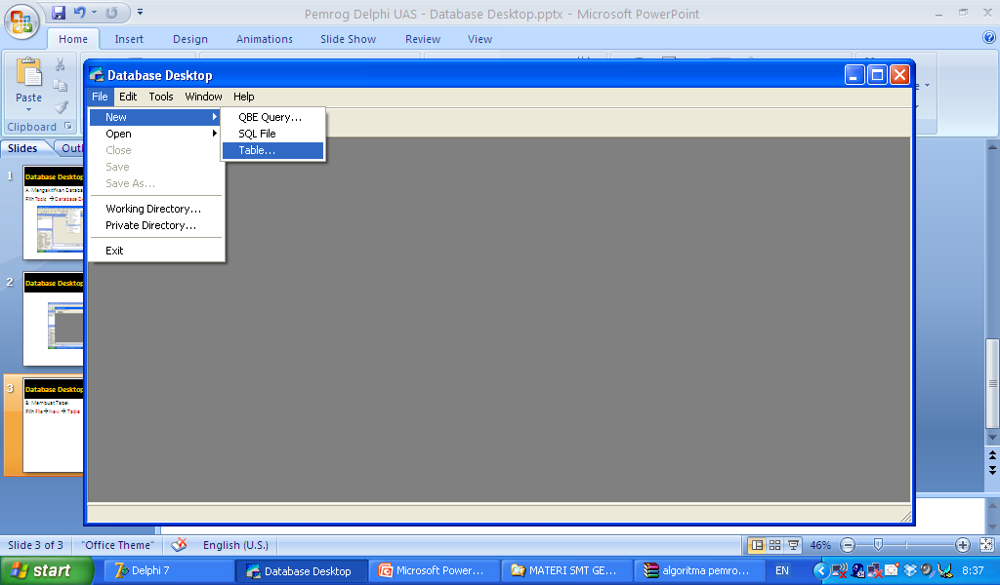 Pemrog Delphi UAS - Database Desktop.pptx - Microsoft PowerPoint
Home Insert Design Animations Slide Show Review View
Paste
Clipboard
Slides Outl
Database Desktop
File Edit Tools Window Help
New
Open
Close
Save
Save As...
Working Directory...
Private Directory...
Exit
QBE Query...
SQL File
Table...
1
Database Desktop
A. Mengaktifkan Databa
Pilih Tools → Database De
2
Database Desktop
3
Database Desktop
B. Membuat Tabel
Pilih File → New → Table
Slide 3 of 3 "Office Theme" English (U.S.) 46%
start Delphi 7 Database Desktop Microsoft Power... MATERI SMT GE... algoritma pemro... EN 8:37